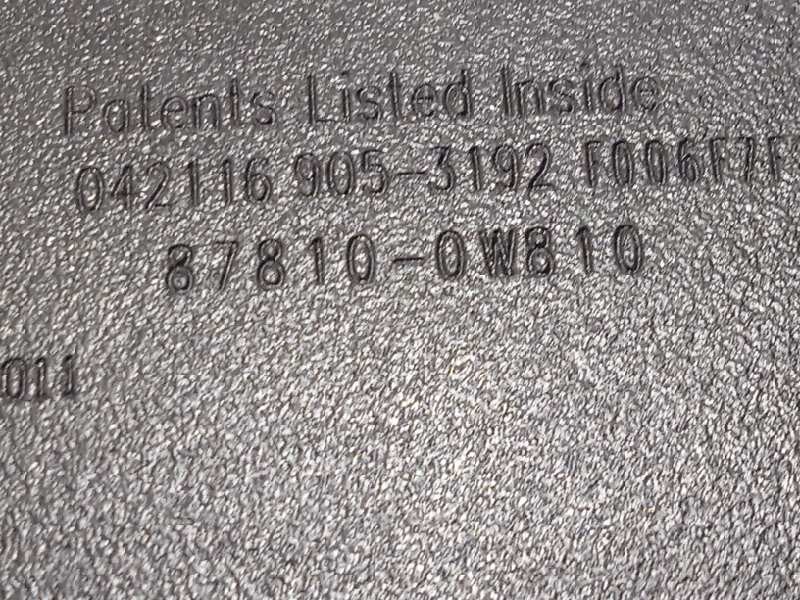 Patents Listed Inside
042116 905-3192 F006F7F
87810-0W810
011